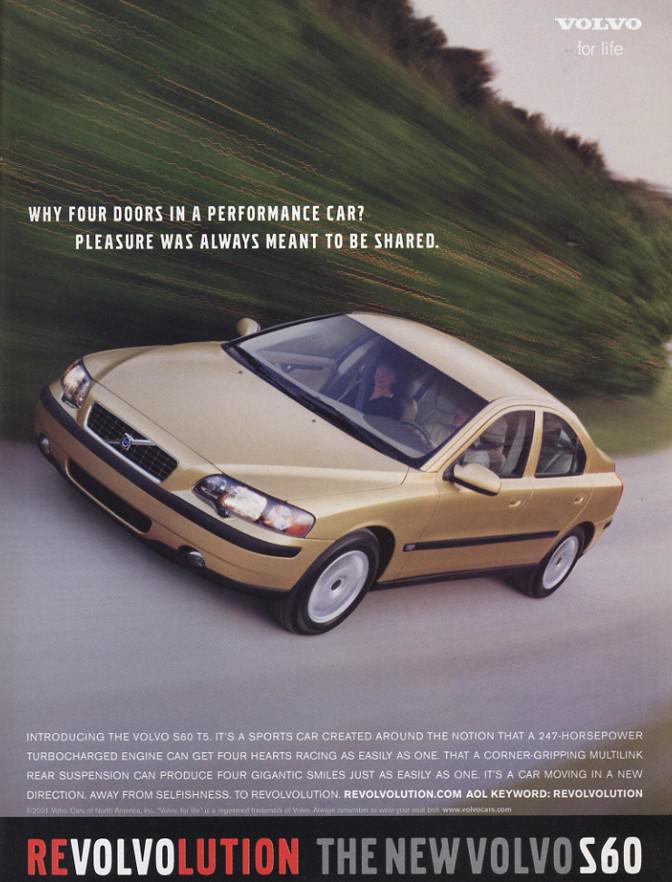 VOLVO
for life
WHY FOUR DOORS IN A PERFORMANCE CAR?
PLEASURE WAS ALWAYS MEANT TO BE SHARED.
INTRODUCING THE VOLVO S60 T5. IT'S A SPORTS CAR CREATED AROUND THE NOTION THAT A 247-HORSEPOWER
TURBOCHARGED ENGINE CAN GET FOUR HEARTS RACING AS EASILY AS ONE. THAT A CORNER-GRIPPING MULTILINK
REAR SUSPENSION CAN PRODUCE FOUR GIGANTIC SMILES JUST AS EASILY AS ONE. IT'S A CAR MOVING IN A NEW
DIRECTION. AWAY FROM SELFISHNESS. TO REVOLVOLUTION. REVOLVOLUTION.COM AOL KEYWORD: REVOLVOLUTION
©2001 Volvo Cars of North America, Inc. "Volvo. for life" is a registered trademark of Volvo. Always remember to wear your seat belt. www.volvocars.com
REVOLVOLUTION THE NEW VOLVO S60